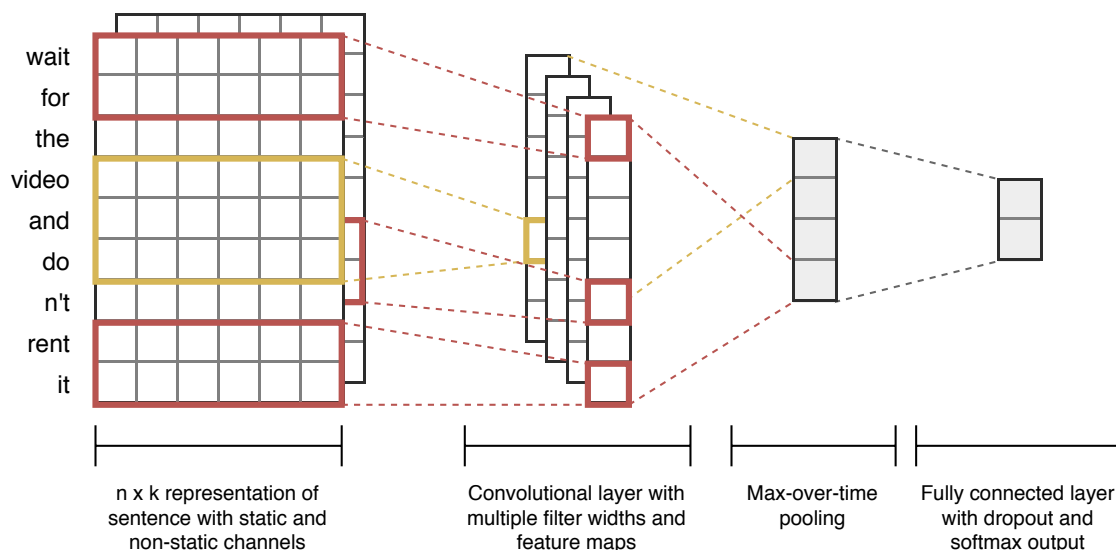 wait
for
the
video
and
do
n't
rent
it
n x k representation of
sentence with static and
non-static channels
Convolutional layer with
multiple filter widths and
feature maps
Max-over-time
pooling
Fully connected layer
with dropout and
softmax output